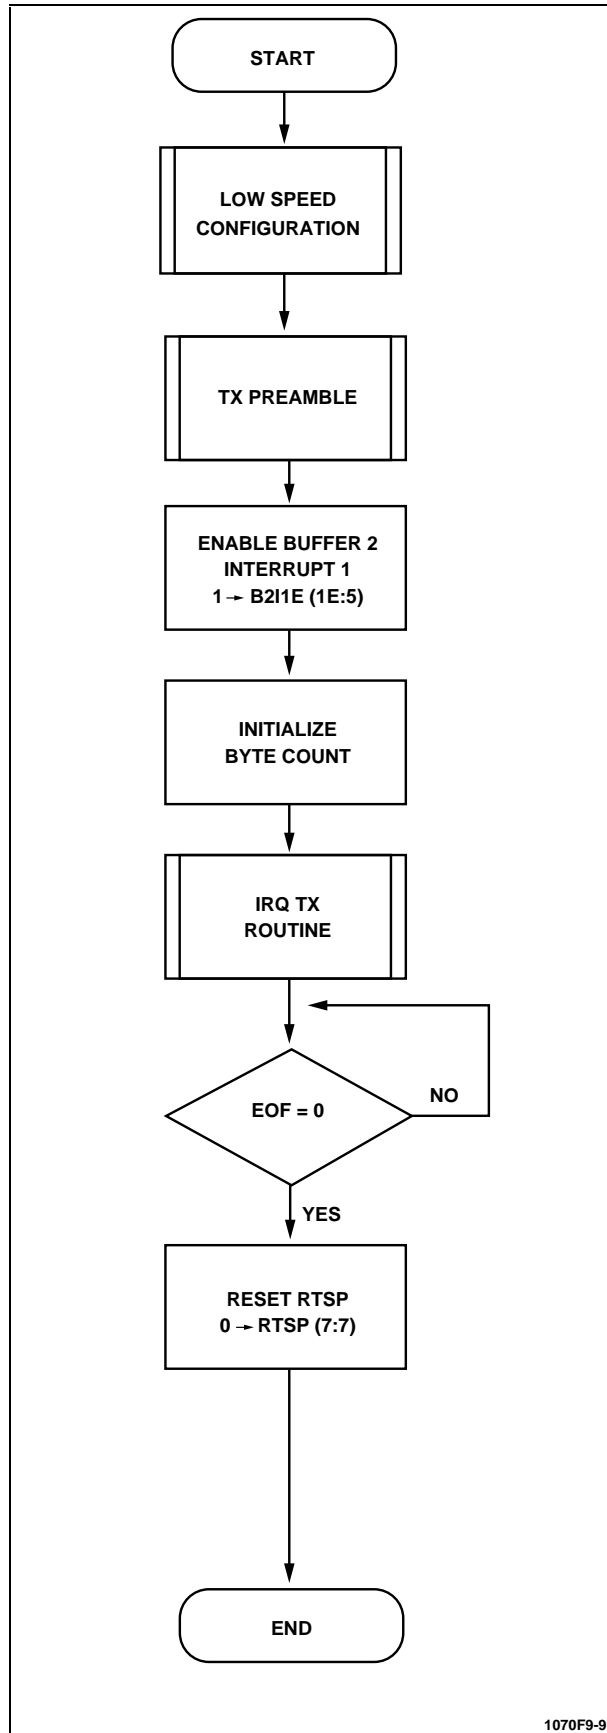 START
LOW SPEED
CONFIGURATION
TX PREAMBLE
ENABLE BUFFER 2
INTERRUPT 1
1 → B2I1E (1E:5)
INITIALIZE
BYTE COUNT
IRQ TX
ROUTINE
EOF = 0
NO
YES
RESET RTSP
0 → RTSP (7:7)
END
1070F9-9